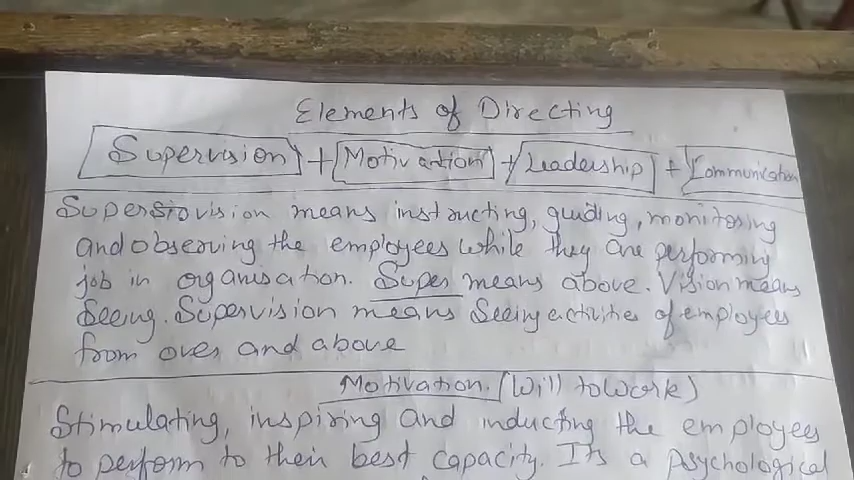 Elements of Directing
Supervision + Motivation + Leadership + Communication
Supersiovision means instructing, guiding, monitoring
and observing the employees while they are performing
job in organisation. Super means above. Vision means
Seeing. Supervision means Seeing activities of employees
from over and above
Motivation. (Will to Work)
Stimulating, inspiring and inducting the employees
to perform to their best capacity. Its a psychological